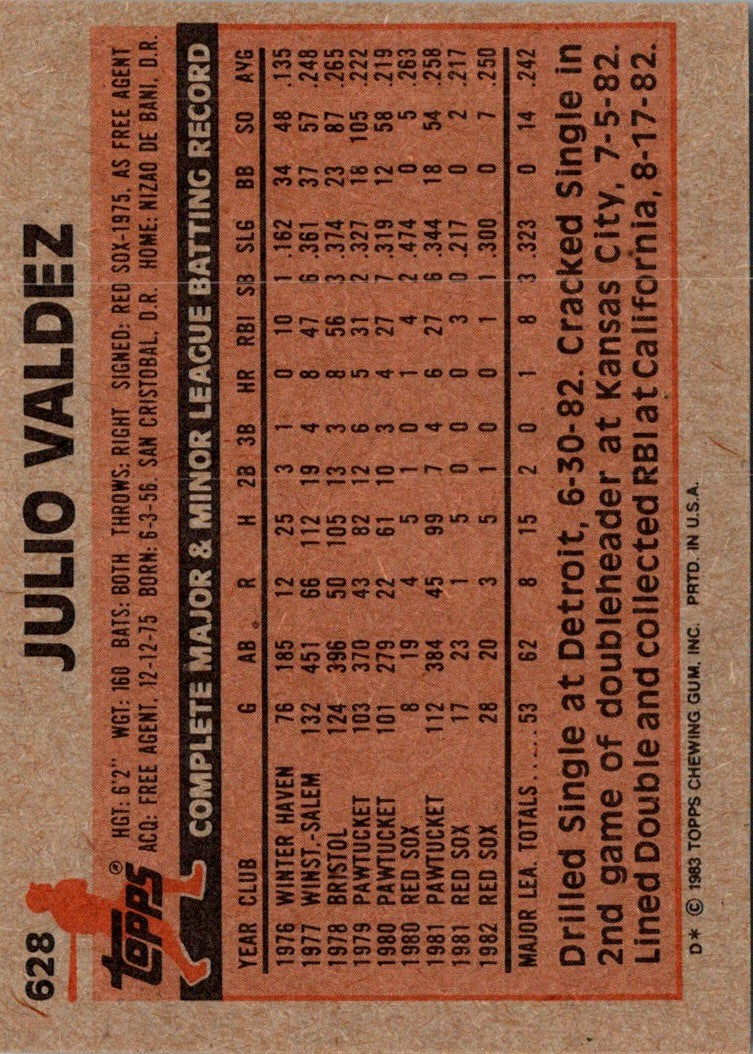 628
JULIO VALDEZ
Topps®
HGT: 6'2" WGT: 160 BATS: BOTH THROWS: RIGHT SIGNED: RED SOX-1975, AS FREE AGENT
ACQ: FREE AGENT, 12-12-75 BORN: 6-3-56, SAN CRISTOBAL, D.R. HOME: NIZAO DE BANI, D.R.
COMPLETE MAJOR & MINOR LEAGUE BATTING RECORD
YEAR CLUB G AB R H 2B 3B HR RBI SB SLG BB SO AVG
1976 WINTER HAVEN 76 185 12 25 3 1 0 10 1 .162 34 48 .135
1977 WINST.-SALEM 132 451 66 112 19 4 8 47 6 .361 37 57 .248
1978 BRISTOL 124 396 50 105 13 3 8 56 3 .374 23 87 .265
1979 PAWTUCKET 103 370 43 82 12 6 5 31 2 .327 18 105 .222
1980 PAWTUCKET 101 279 22 61 10 3 4 27 7 .319 12 58 .219
1980 RED SOX 8 19 4 5 1 0 1 4 2 .474 0 5 .263
1981 PAWTUCKET 112 384 45 99 7 4 6 27 6 .344 18 54 .258
1981 RED SOX 17 23 1 5 0 0 0 3 0 .217 0 2 .217
1982 RED SOX 28 20 3 5 1 0 0 1 1 .300 0 7 .250
MAJOR LEA. TOTALS ..... 53 62 8 15 2 0 1 8 3 .323 0 14 .242
Drilled Single at Detroit, 6-30-82. Cracked Single in
2nd game of doubleheader at Kansas City, 7-5-82.
Lined Double and collected RBI at California, 8-17-82.
D* © 1983 TOPPS CHEWING GUM, INC. PRTD. IN U.S.A.